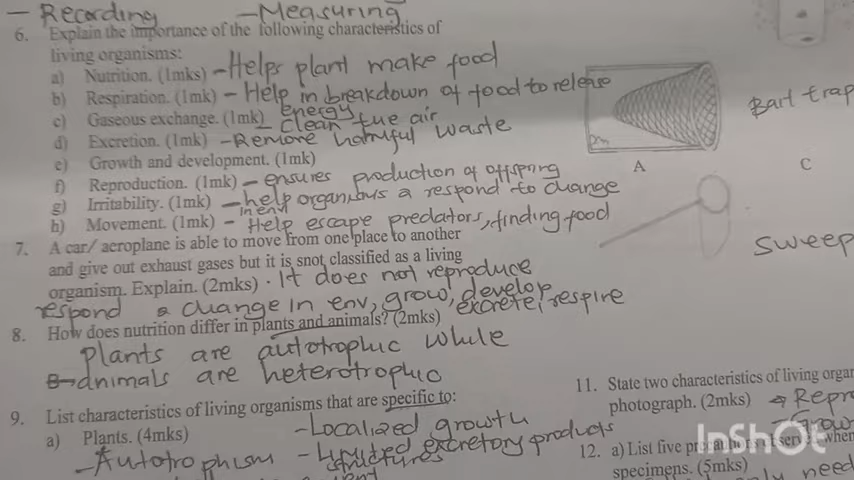 - Recording - Measuring
6. Explain the importance of the following characteristics of
living organisms:
a) Nutrition. (1mks) - Helps plant make food
b) Respiration. (1mk) - Help in breakdown of food to release
energy
c) Gaseous exchange. (1mk) - clean the air
d) Excretion. (1mk) - Remove harmful waste
e) Growth and development. (1mk)
f) Reproduction. (1mk) - ensures production of offspring
g) Irritability. (1mk) - help organisms a respond to change
in env
h) Movement. (1mk) - Help escape predators, finding food
7. A car/ aeroplane is able to move from one place to another
and give out exhaust gases but it is snot classified as a living
organism. Explain. (2mks) · It does not reproduce
respond a change in env, grow, develop
excrete, respire
8. How does nutrition differ in plants and animals? (2mks)
plants are autotrophic while
animals are heterotrophic
9. List characteristics of living organisms that are specific to:
a) Plants. (4mks) - Localized growth
- Autotrophism - Limited excretory products
structures
A
C
Bait trap
Sweep
11. State two characteristics of living organ
photograph. (2mks) Repro
Grow
12. a) List five precautions observed when
specimens. (5mks)
need
InShOt